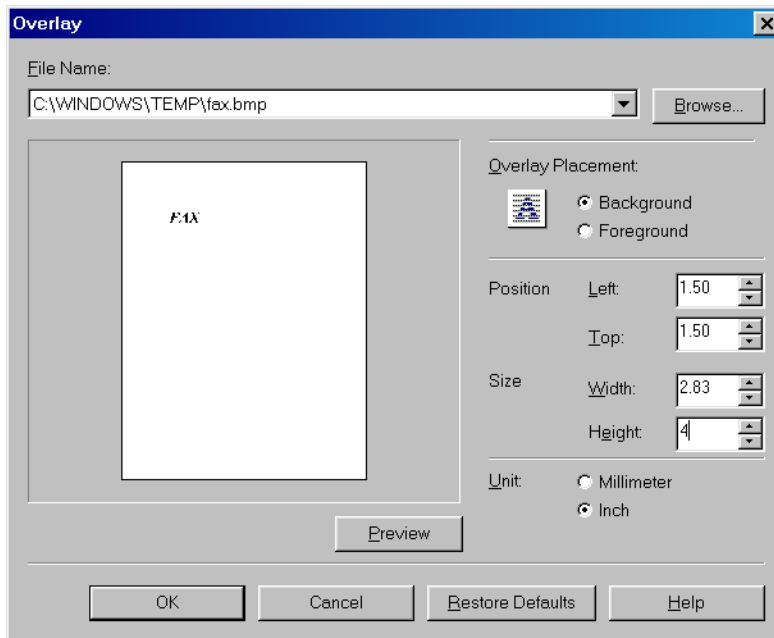 Overlay
File Name:
C:\WINDOWS\TEMP\fax.bmp
Browse...
FAX
Overlay Placement:
Background
Foreground
Position Left: 1.50
Top: 1.50
Size Width: 2.83
Height: 4
Unit: Millimeter
Inch
Preview
OK Cancel Restore Defaults Help